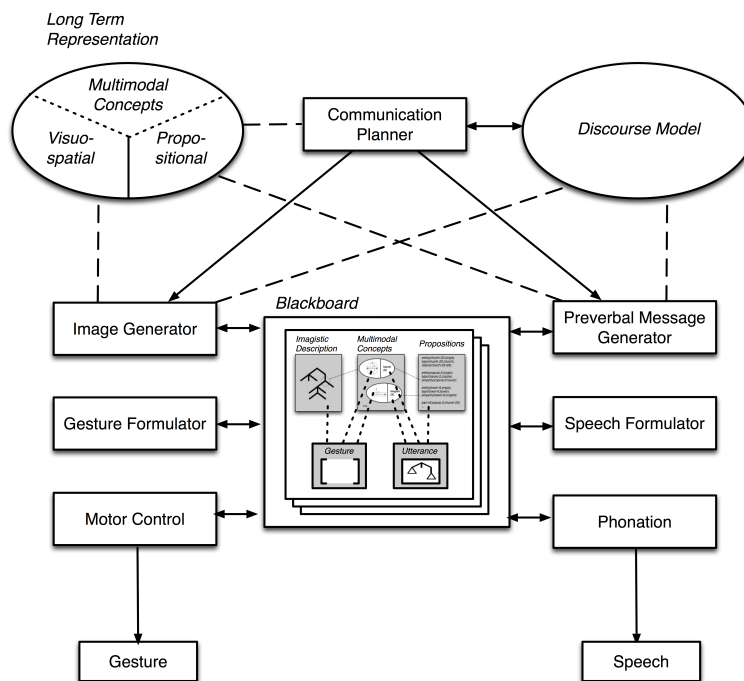 Long Term
Representation
Multimodal
Concepts
Visuo-
spatial
Propo-
sitional
Communication
Planner
Discourse Model
Image Generator
Blackboard
Preverbal Message
Generator
Imagistic
Description
Multimodal
Concepts
Propositions
Gesture Formulator
Speech Formulator
Gesture
Utterance
Motor Control
Phonation
Gesture
Speech